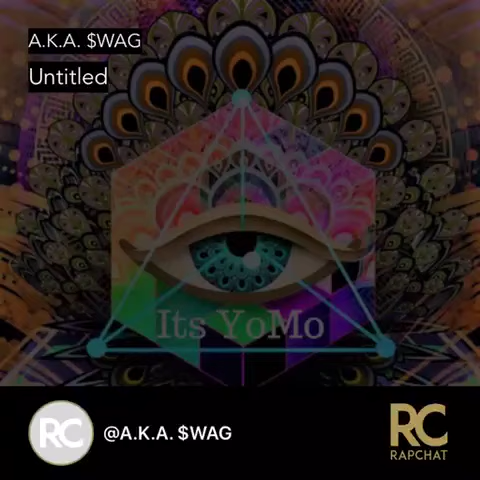 A.K.A. $WAG
Untitled
Its YoMo
RC
@A.K.A. $WAG
RC
RAPCHAT